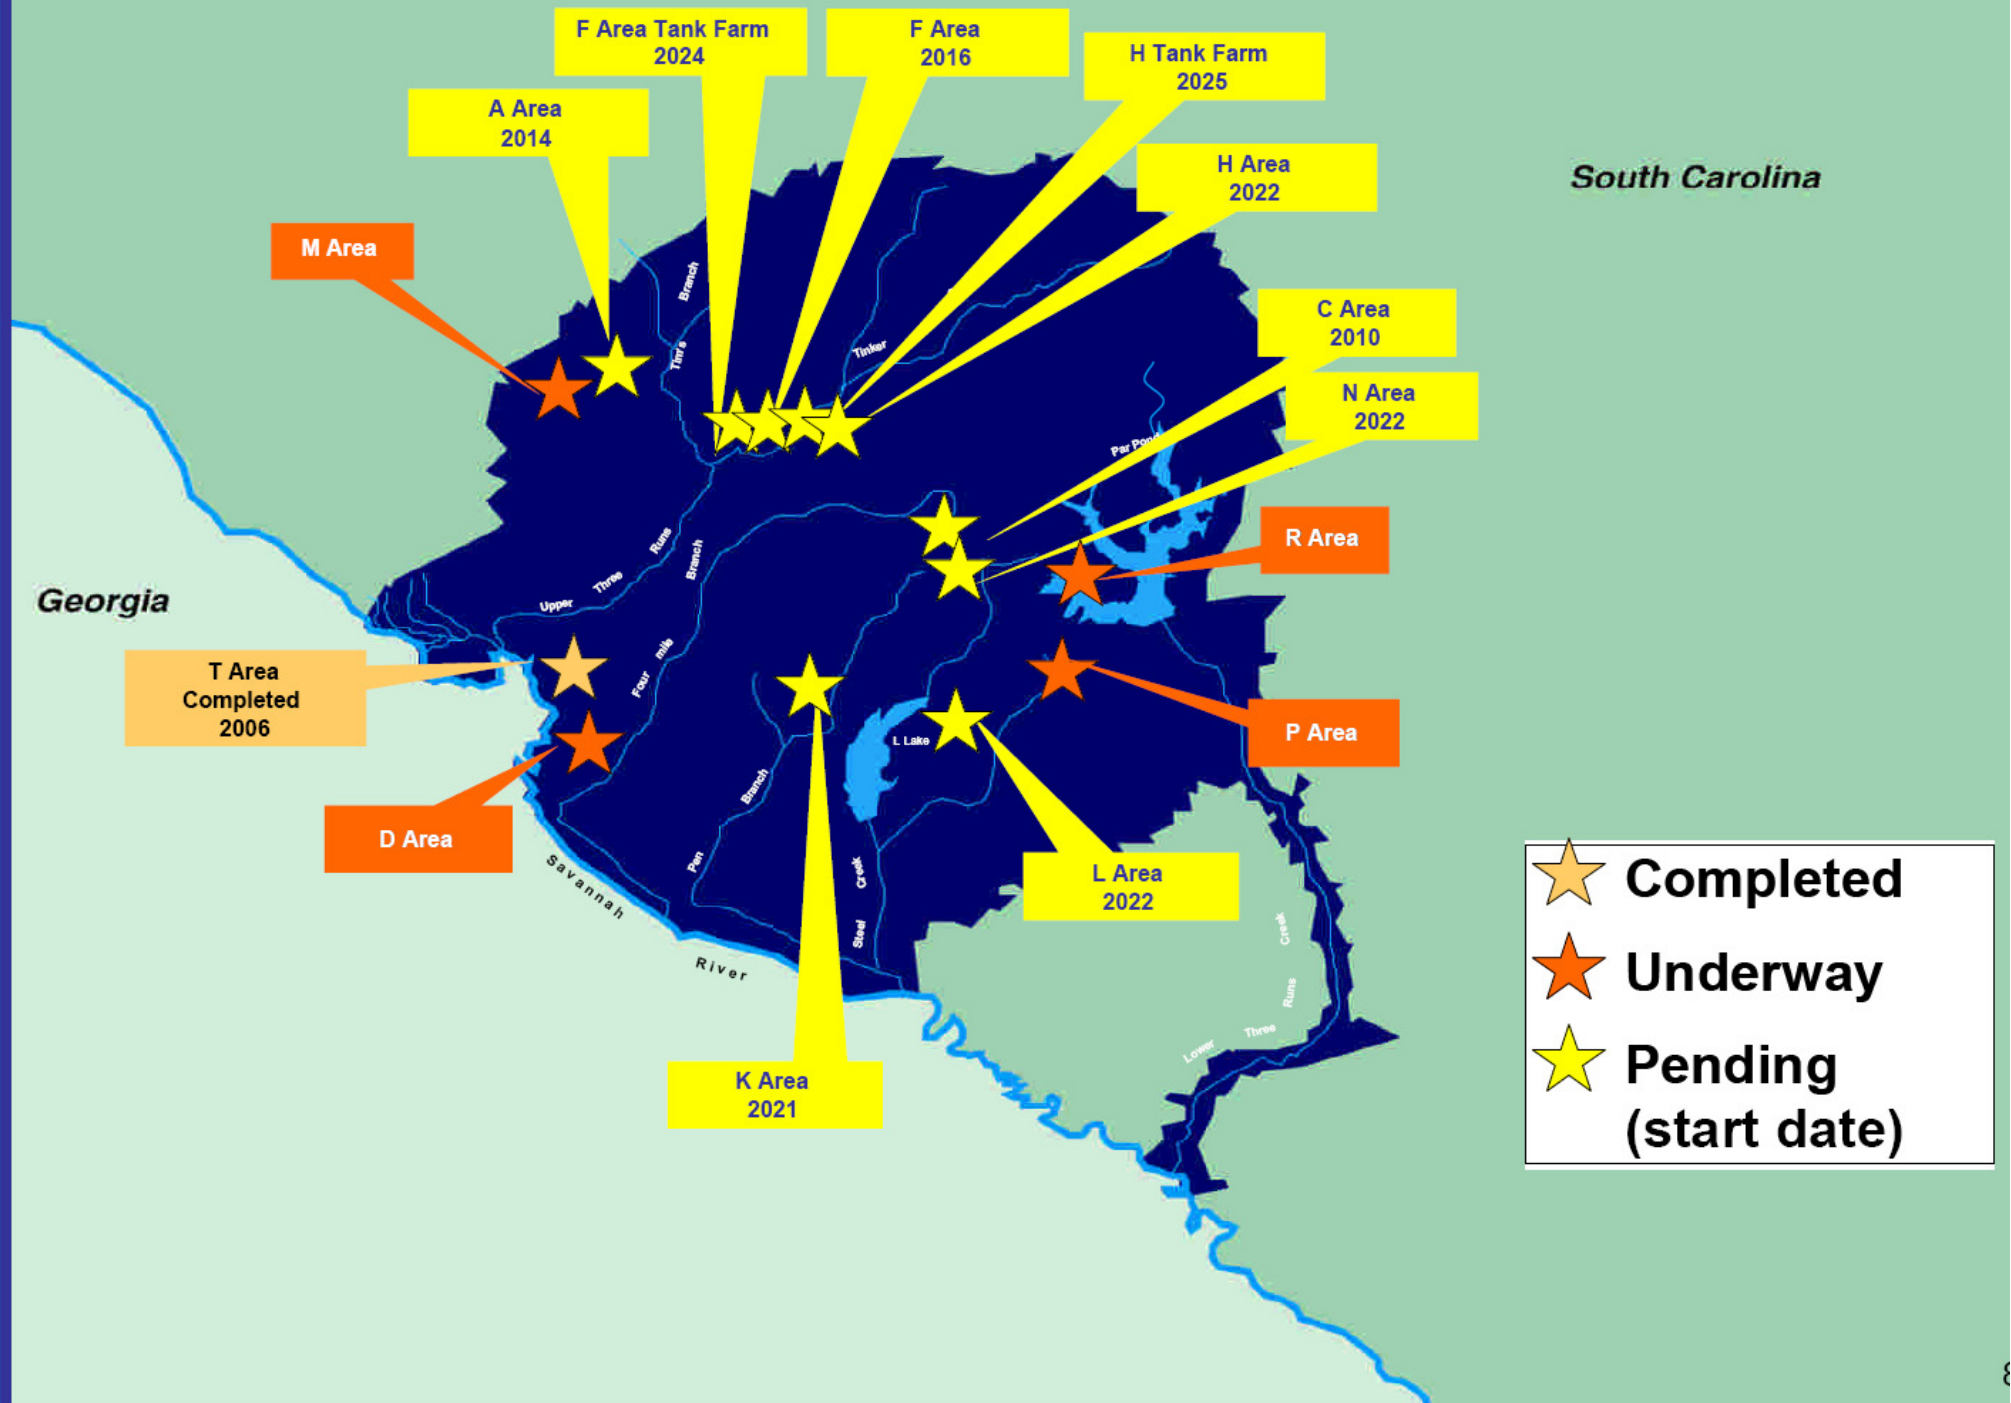 F Area Tank Farm
2024
F Area
2016
H Tank Farm
2025
A Area
2014
H Area
2022
South Carolina
M Area
C Area
2010
N Area
2022
Branch
Tim's
Tinker
Par Pond
R Area
Runs
Three
Upper
Branch
mile
Four
Georgia
T Area
Completed
2006
D Area
L Lake
P Area
Branch
Pen
Creek
Steel
L Area
2022
Savannah
River
K Area
2021
Creek
Runs
Three
Lower
Completed
Underway
Pending
(start date)